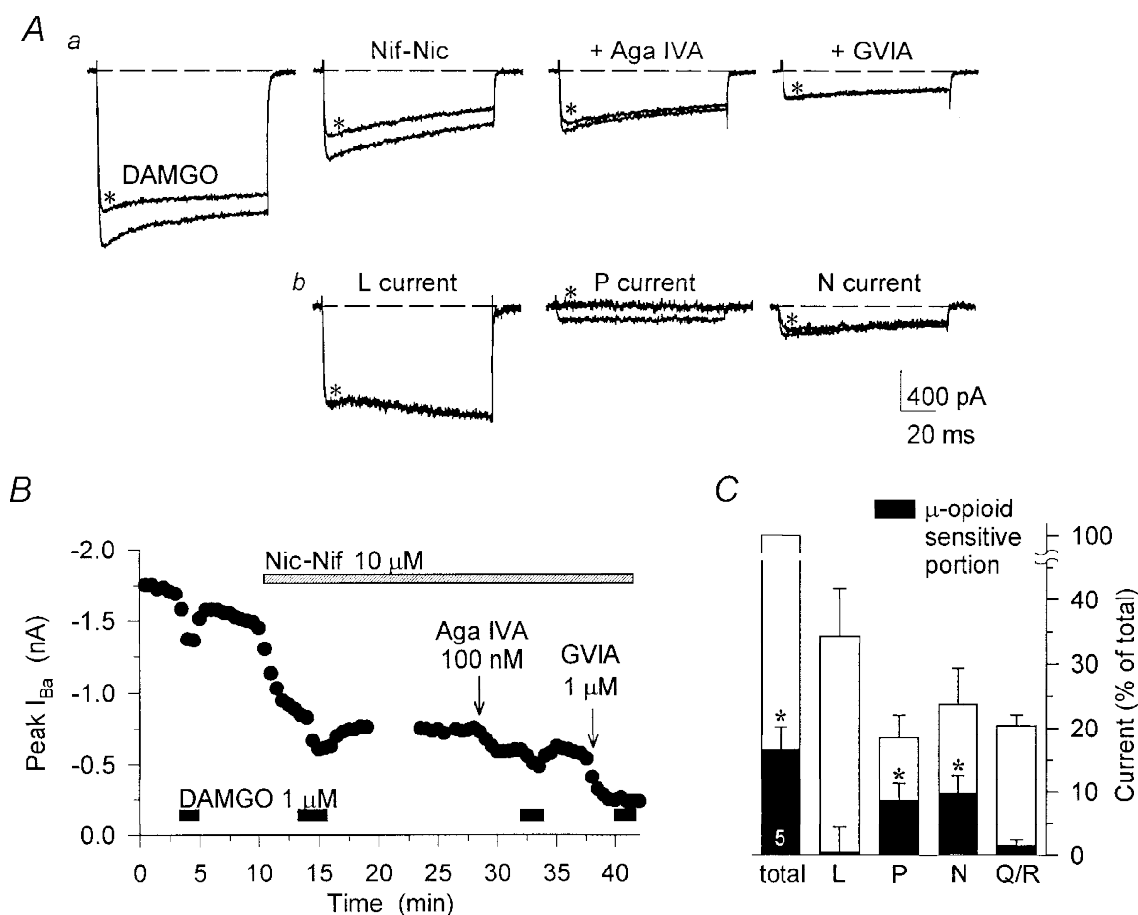 A
a
Nif-Nic
+ Aga IVA
+ GVIA
*
*
*
*
DAMGO
b
L current
P current
N current
*
*
*
400 pA
20 ms
B
Peak I_Ba (nA)
-2.0
-1.5
-1.0
-0.5
0.0
Nic-Nif 10 μM
Aga IVA
100 nM
GVIA
1 μM
DAMGO 1 μM
0 5 10 15 20 25 30 35 40
Time (min)
C
μ-opioid
sensitive
portion
100
40
30
20
10
0
Current (% of total)
*
*
*
5
total L P N Q/R